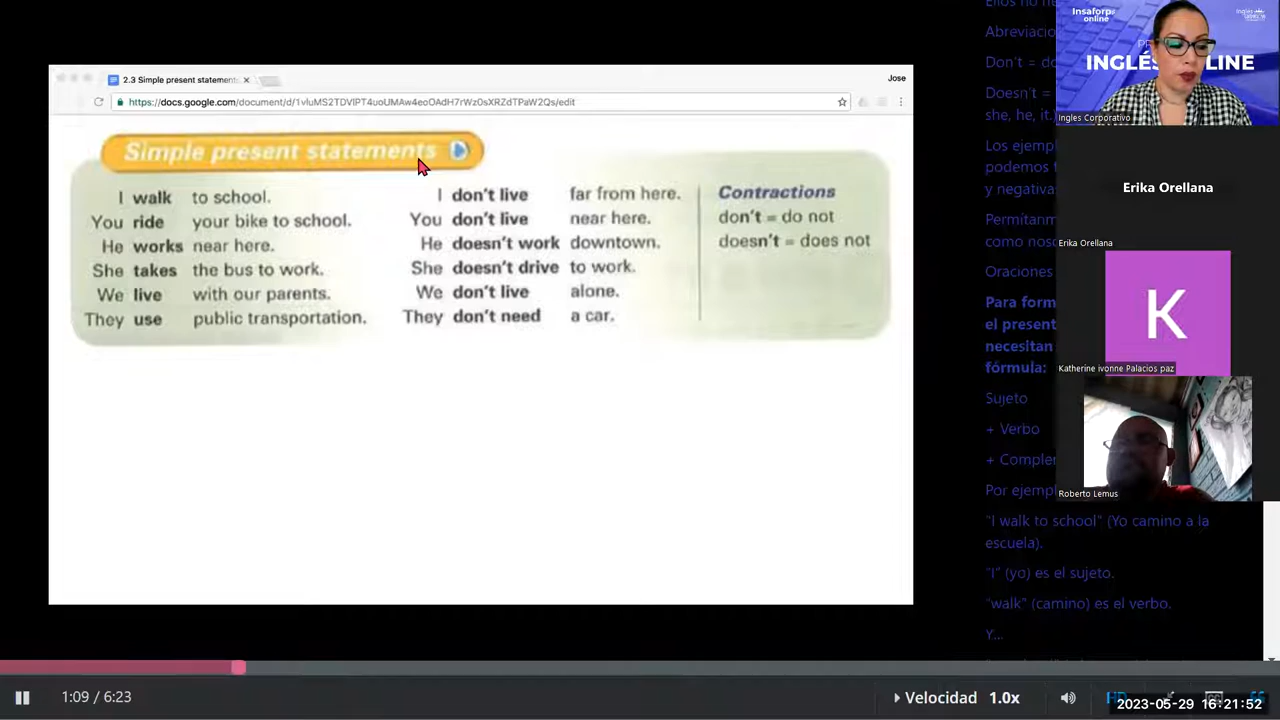 2.3 Simple present statement
Jose
https://docs.google.com/document/d/1vluMS2TDVlPT4uoUMAw4eoOAdH7rWz0sXRZdTPaW2Qs/edit
Simple present statements
I walk to school.
You ride your bike to school.
He works near here.
She takes the bus to work.
We live with our parents.
They use public transportation.
I don't live far from here.
You don't live near here.
He doesn't work downtown.
She doesn't drive to work.
We don't live alone.
They don't need a car.
Contractions
don't = do not
doesn't = does not
Ellos no
Abreviacio
Don't = d
Doesn't
she, he, it.
Los ejempl
podemos
y negativa
Permítanm
como nos
Oraciones
Para form
el present
necesitan
fórmula:
Sujeto
+ Verbo
+ Compler
Por ejempl
"I walk to school" (Yo camino a la
escuela).
"I" (yo) es el sujeto.
"walk" (camino) es el verbo.
Y...
Insaforp
online
INGLÉS
LINE
Ingles Corporativo
Erika Orellana
Erika Orellana
K
Katherine ivonne Palacios paz
Roberto Lemus
1:09 / 6:23
Velocidad 1.0x
HD
2023-05-29 16:21:52